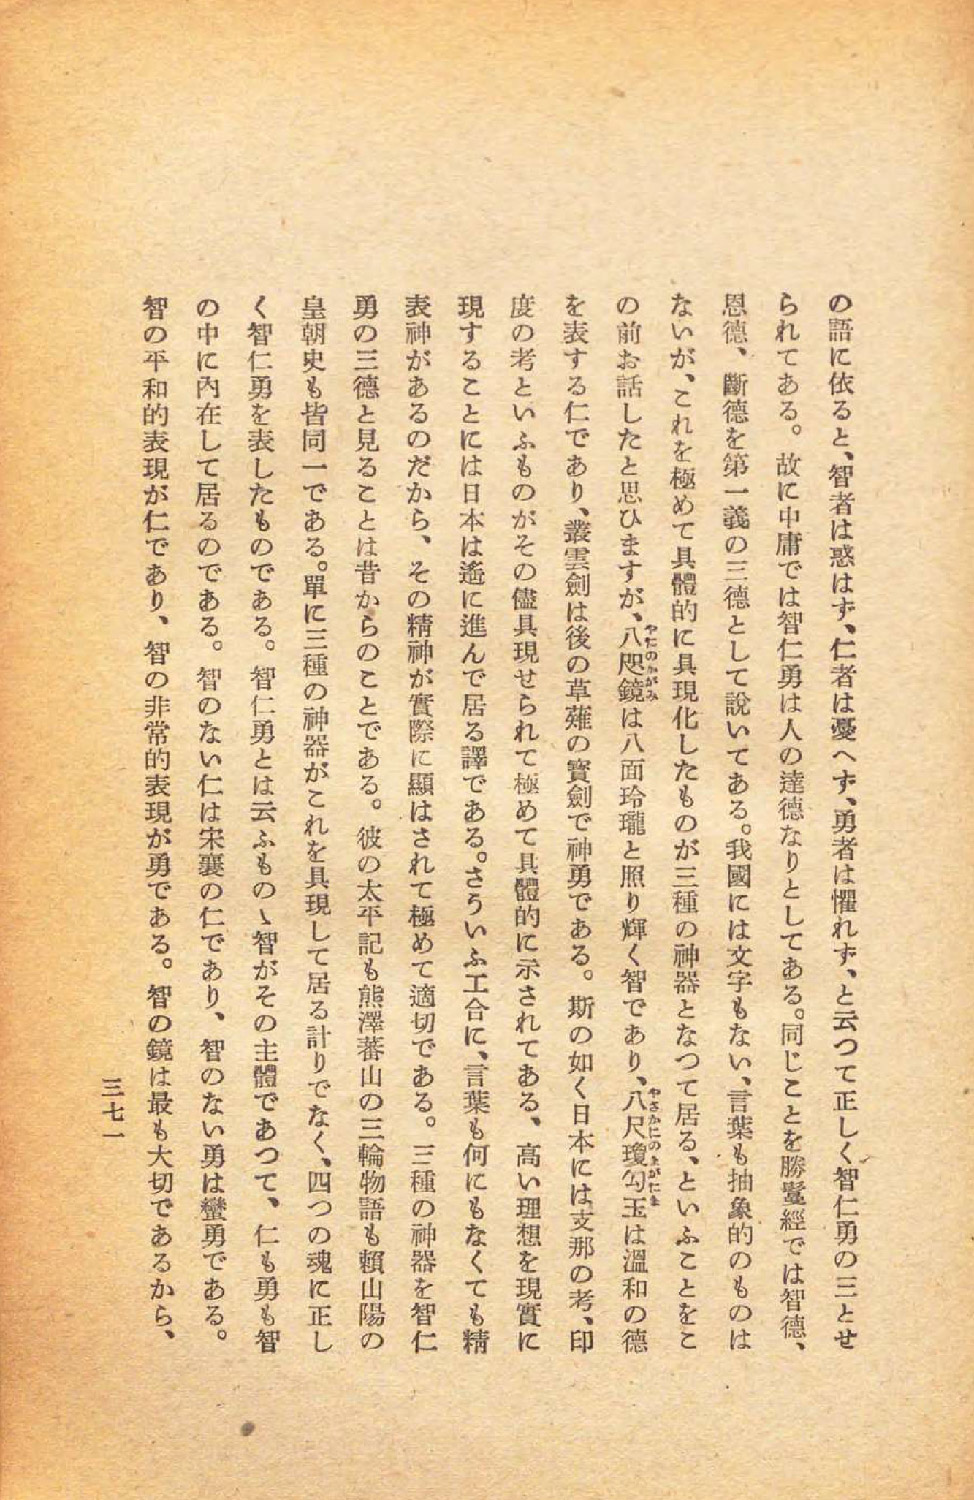 の語に依ると、智者は惑はず、仁者は憂へず、勇者は懼れず、と云つて正しく智仁勇の三とせ
られてある。故に中庸では智仁勇は人の達德なりとしてある。同じことを勝鬘經では智德、
恩德、斷德を第一義の三德として說いてある。我國には文字もない、言葉も抽象的のものは
ないが、これを極めて具體的に具現化したものが三種の神器となつて居る、といふことをこ
の前お話したと思ひますが、八咫鏡は八面玲瓏と照り輝く智であり、八尺瓊勾玉は溫和の德
を表する仁であり、叢雲劍は後の草薙の寶劍で神勇である。斯の如く日本には支那の考、印
度の考といふものがその儘具現せられて極めて具體的に示されてある、高い理想を現實に
現することには日本は遙に進んで居る譯である。さういふ工合に、言葉も何にもなくても精
表神があるのだから、その精神が實際に顯はされて極めて適切である。三種の神器を智仁
勇の三德と見ることは昔からのことである。彼の太平記も熊澤蕃山の三輪物語も賴山陽の
皇朝史も皆同一である。單に三種の神器がこれを具現して居る計りでなく、四つの魂に正し
く智仁勇を表したものである。智仁勇とは云ふものゝ智がその主體であつて、仁も勇も智
の中に內在して居るのである。智のない仁は宋襄の仁であり、智のない勇は蠻勇である。
智の平和的表現が仁であり、智の非常的表現が勇である。智の鏡は最も大切であるから、
三七一